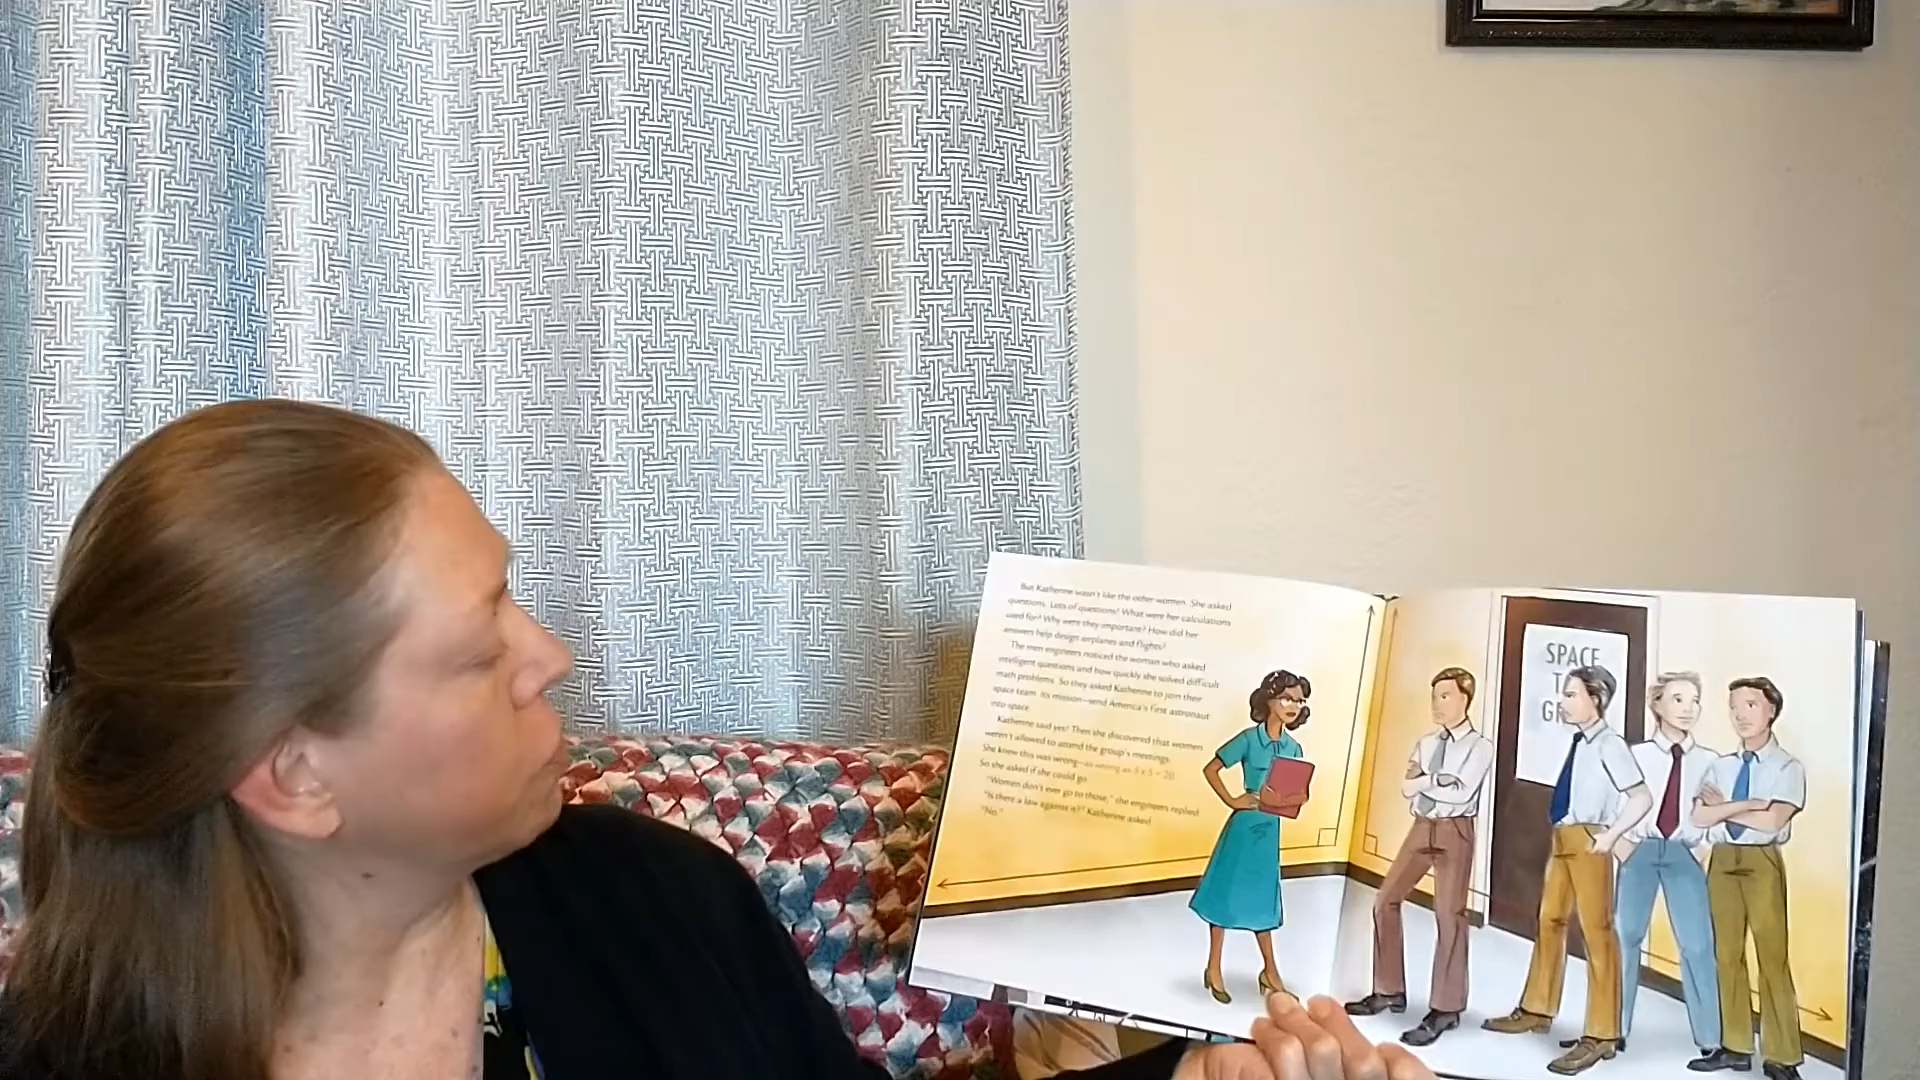 But Katherine wasn't like the other women. She asked
questions. Lots of questions! What were her calculations
used for? Why were they important? How did her
answers help design airplanes and flights?
The men engineers noticed the woman who asked
intelligent questions and how quickly she solved difficult
math problems. So they asked Katherine to join their
space team. Its mission—send America's first astronaut
into space.
Katherine said yes! Then she discovered that women
weren't allowed to attend the group's meetings.
She knew this was wrong—as wrong as 5 x 5 = 20.
So she asked if she could go.
"Women don't ever go to those," the engineers replied.
"Is there a law against it?" Katherine asked.
"No."
SPACE
T
GR